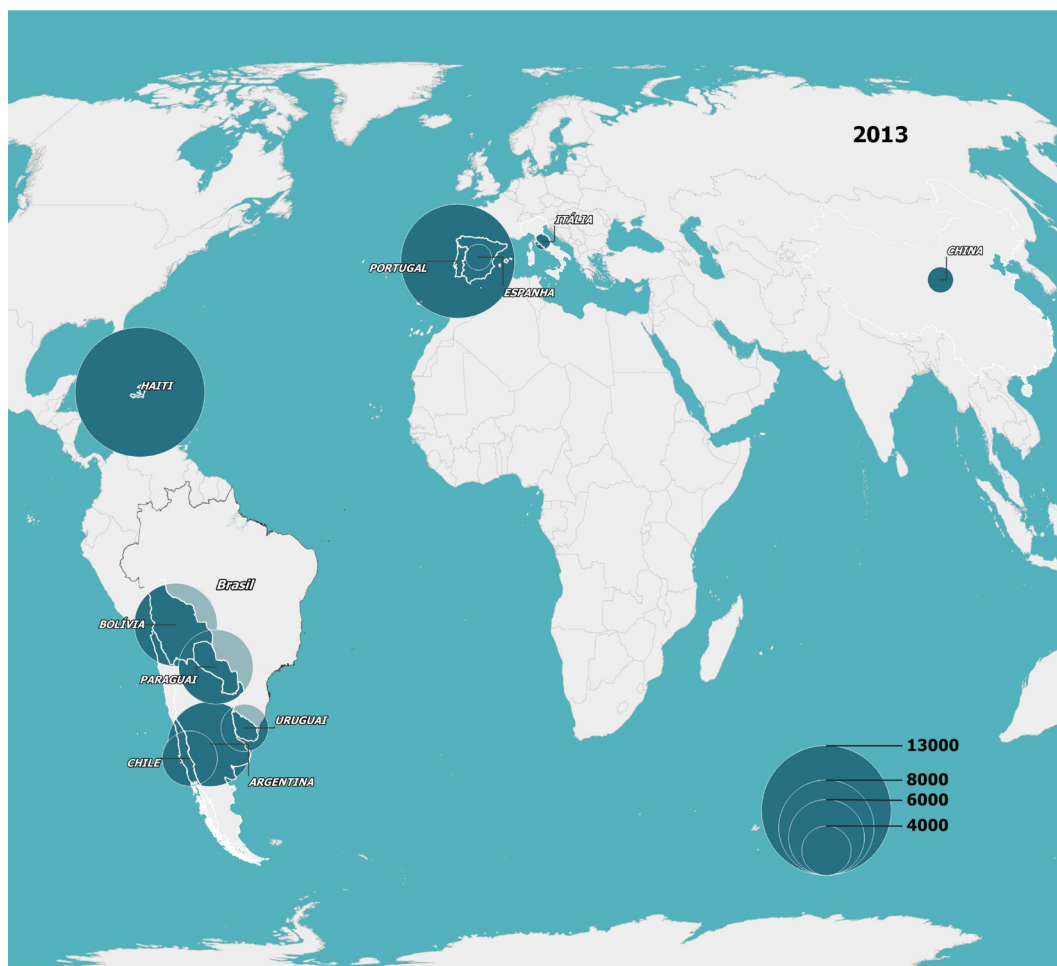 2013
ITÁLIA
CHINA
PORTUGAL
ESPANHA
HAITI
Brasil
BOLÍVIA
PARAGUAI
URUGUAI
CHILE
ARGENTINA
13000
8000
6000
4000